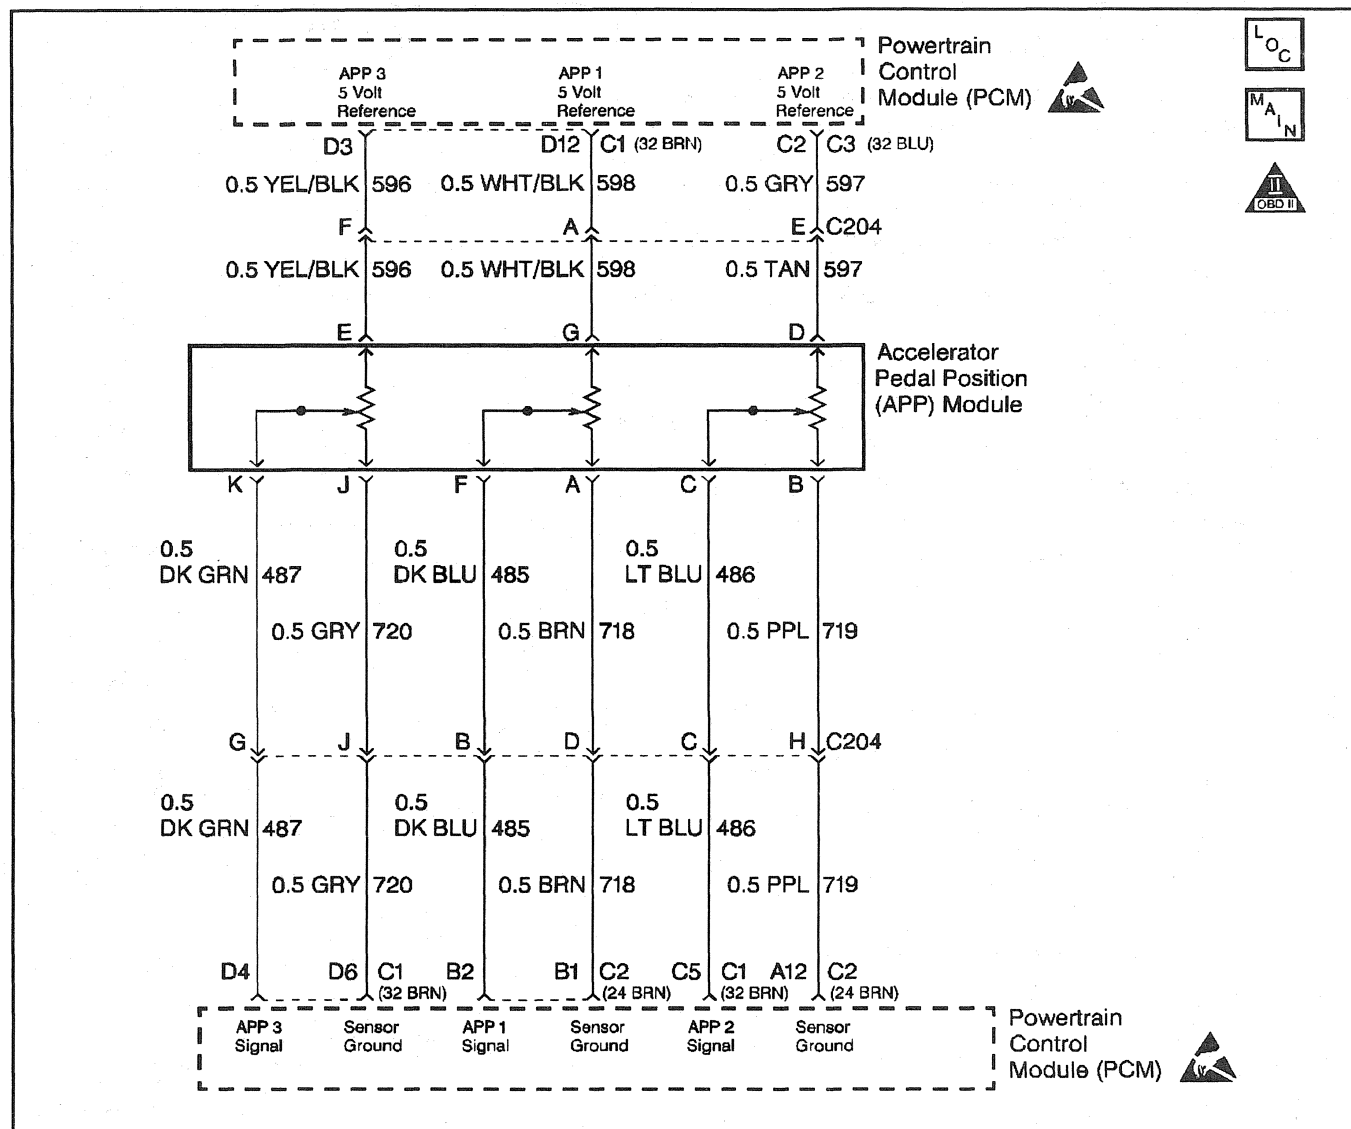 Powertrain
Control
Module (PCM)
L O C
M A I N
II
OBD II
APP 3
5 Volt
Reference
APP 1
5 Volt
Reference
APP 2
5 Volt
Reference
D3 D12 C1 (32 BRN) C2 C3 (32 BLU)
0.5 YEL/BLK 596 0.5 WHT/BLK 598 0.5 GRY 597
F A E C204
0.5 YEL/BLK 596 0.5 WHT/BLK 598 0.5 TAN 597
E G D
Accelerator
Pedal Position
(APP) Module
K J F A C B
0.5
DK GRN 487
0.5
DK BLU 485
0.5
LT BLU 486
0.5 GRY 720 0.5 BRN 718 0.5 PPL 719
G J B D C H C204
0.5
DK GRN 487
0.5
DK BLU 485
0.5
LT BLU 486
0.5 GRY 720 0.5 BRN 718 0.5 PPL 719
D4 D6 C1 B2 B1 C2 C5 C1 A12 C2
(32 BRN) (24 BRN) (32 BRN) (24 BRN)
APP 3
Signal
Sensor
Ground
APP 1
Signal
Sensor
Ground
APP 2
Signal
Sensor
Ground
Powertrain
Control
Module (PCM)